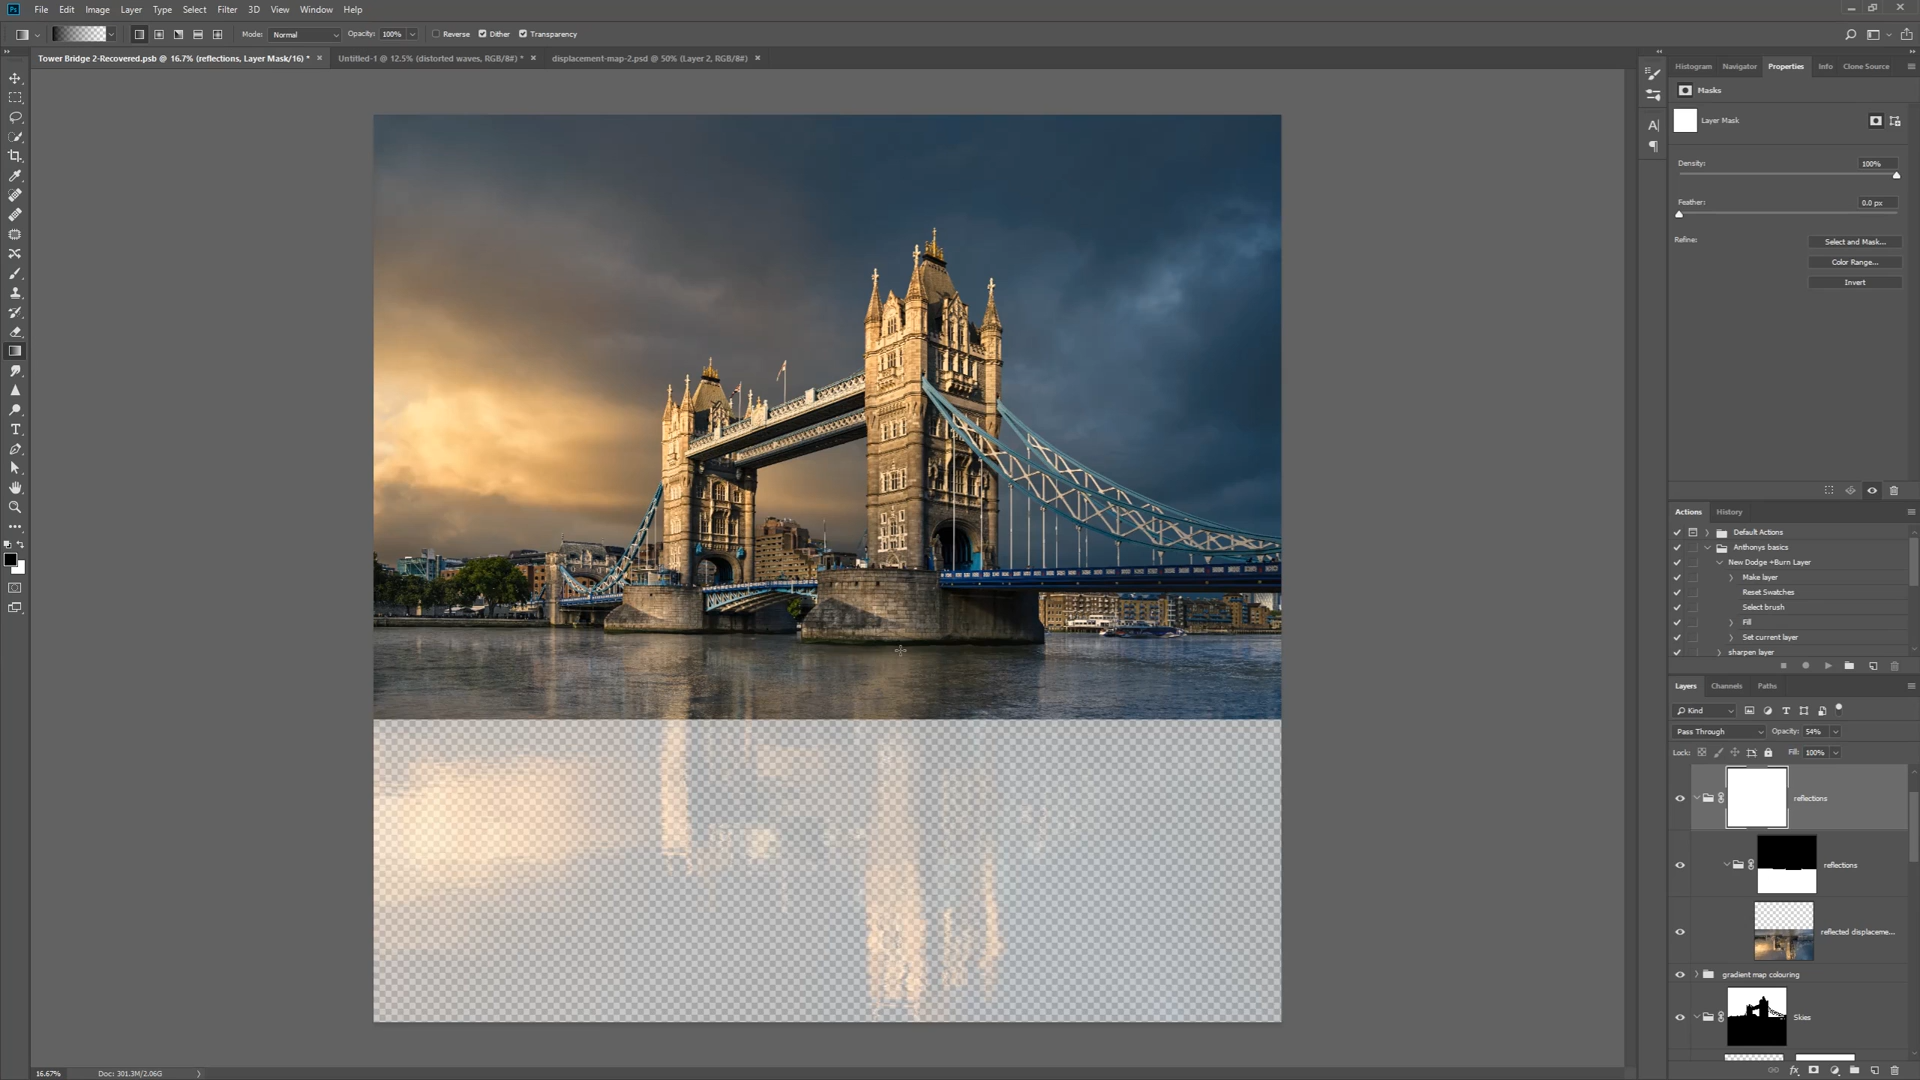 Ps File Edit Image Layer Type Select Filter 3D View Window Help
Mode: Normal Opacity: 100% Reverse Dither Transparency
Tower Bridge 2-Recovered.psb @ 16.7% (reflections, Layer Mask/16) * × Untitled-1 @ 12.5% (distorted waves, RGB/8#) * × displacement-map-2.psd @ 50% (Layer 2, RGB/8#) ×
Histogram Navigator Properties Info Clone Source
Masks
Layer Mask
Density: 100%
Feather: 0.0 px
Refine: Select and Mask...
Color Range...
Invert
Actions History
Default Actions
Anthonys basics
New Dodge +Burn Layer
Make layer
Reset Swatches
Select brush
Fill
Set current layer
sharpen layer
Layers Channels Paths
Kind
Pass Through Opacity: 54%
Lock: Fill: 100%
reflections
reflections
reflected displaceme...
gradient map colouring
Skies
16.67% Doc: 301.3M/2.06G